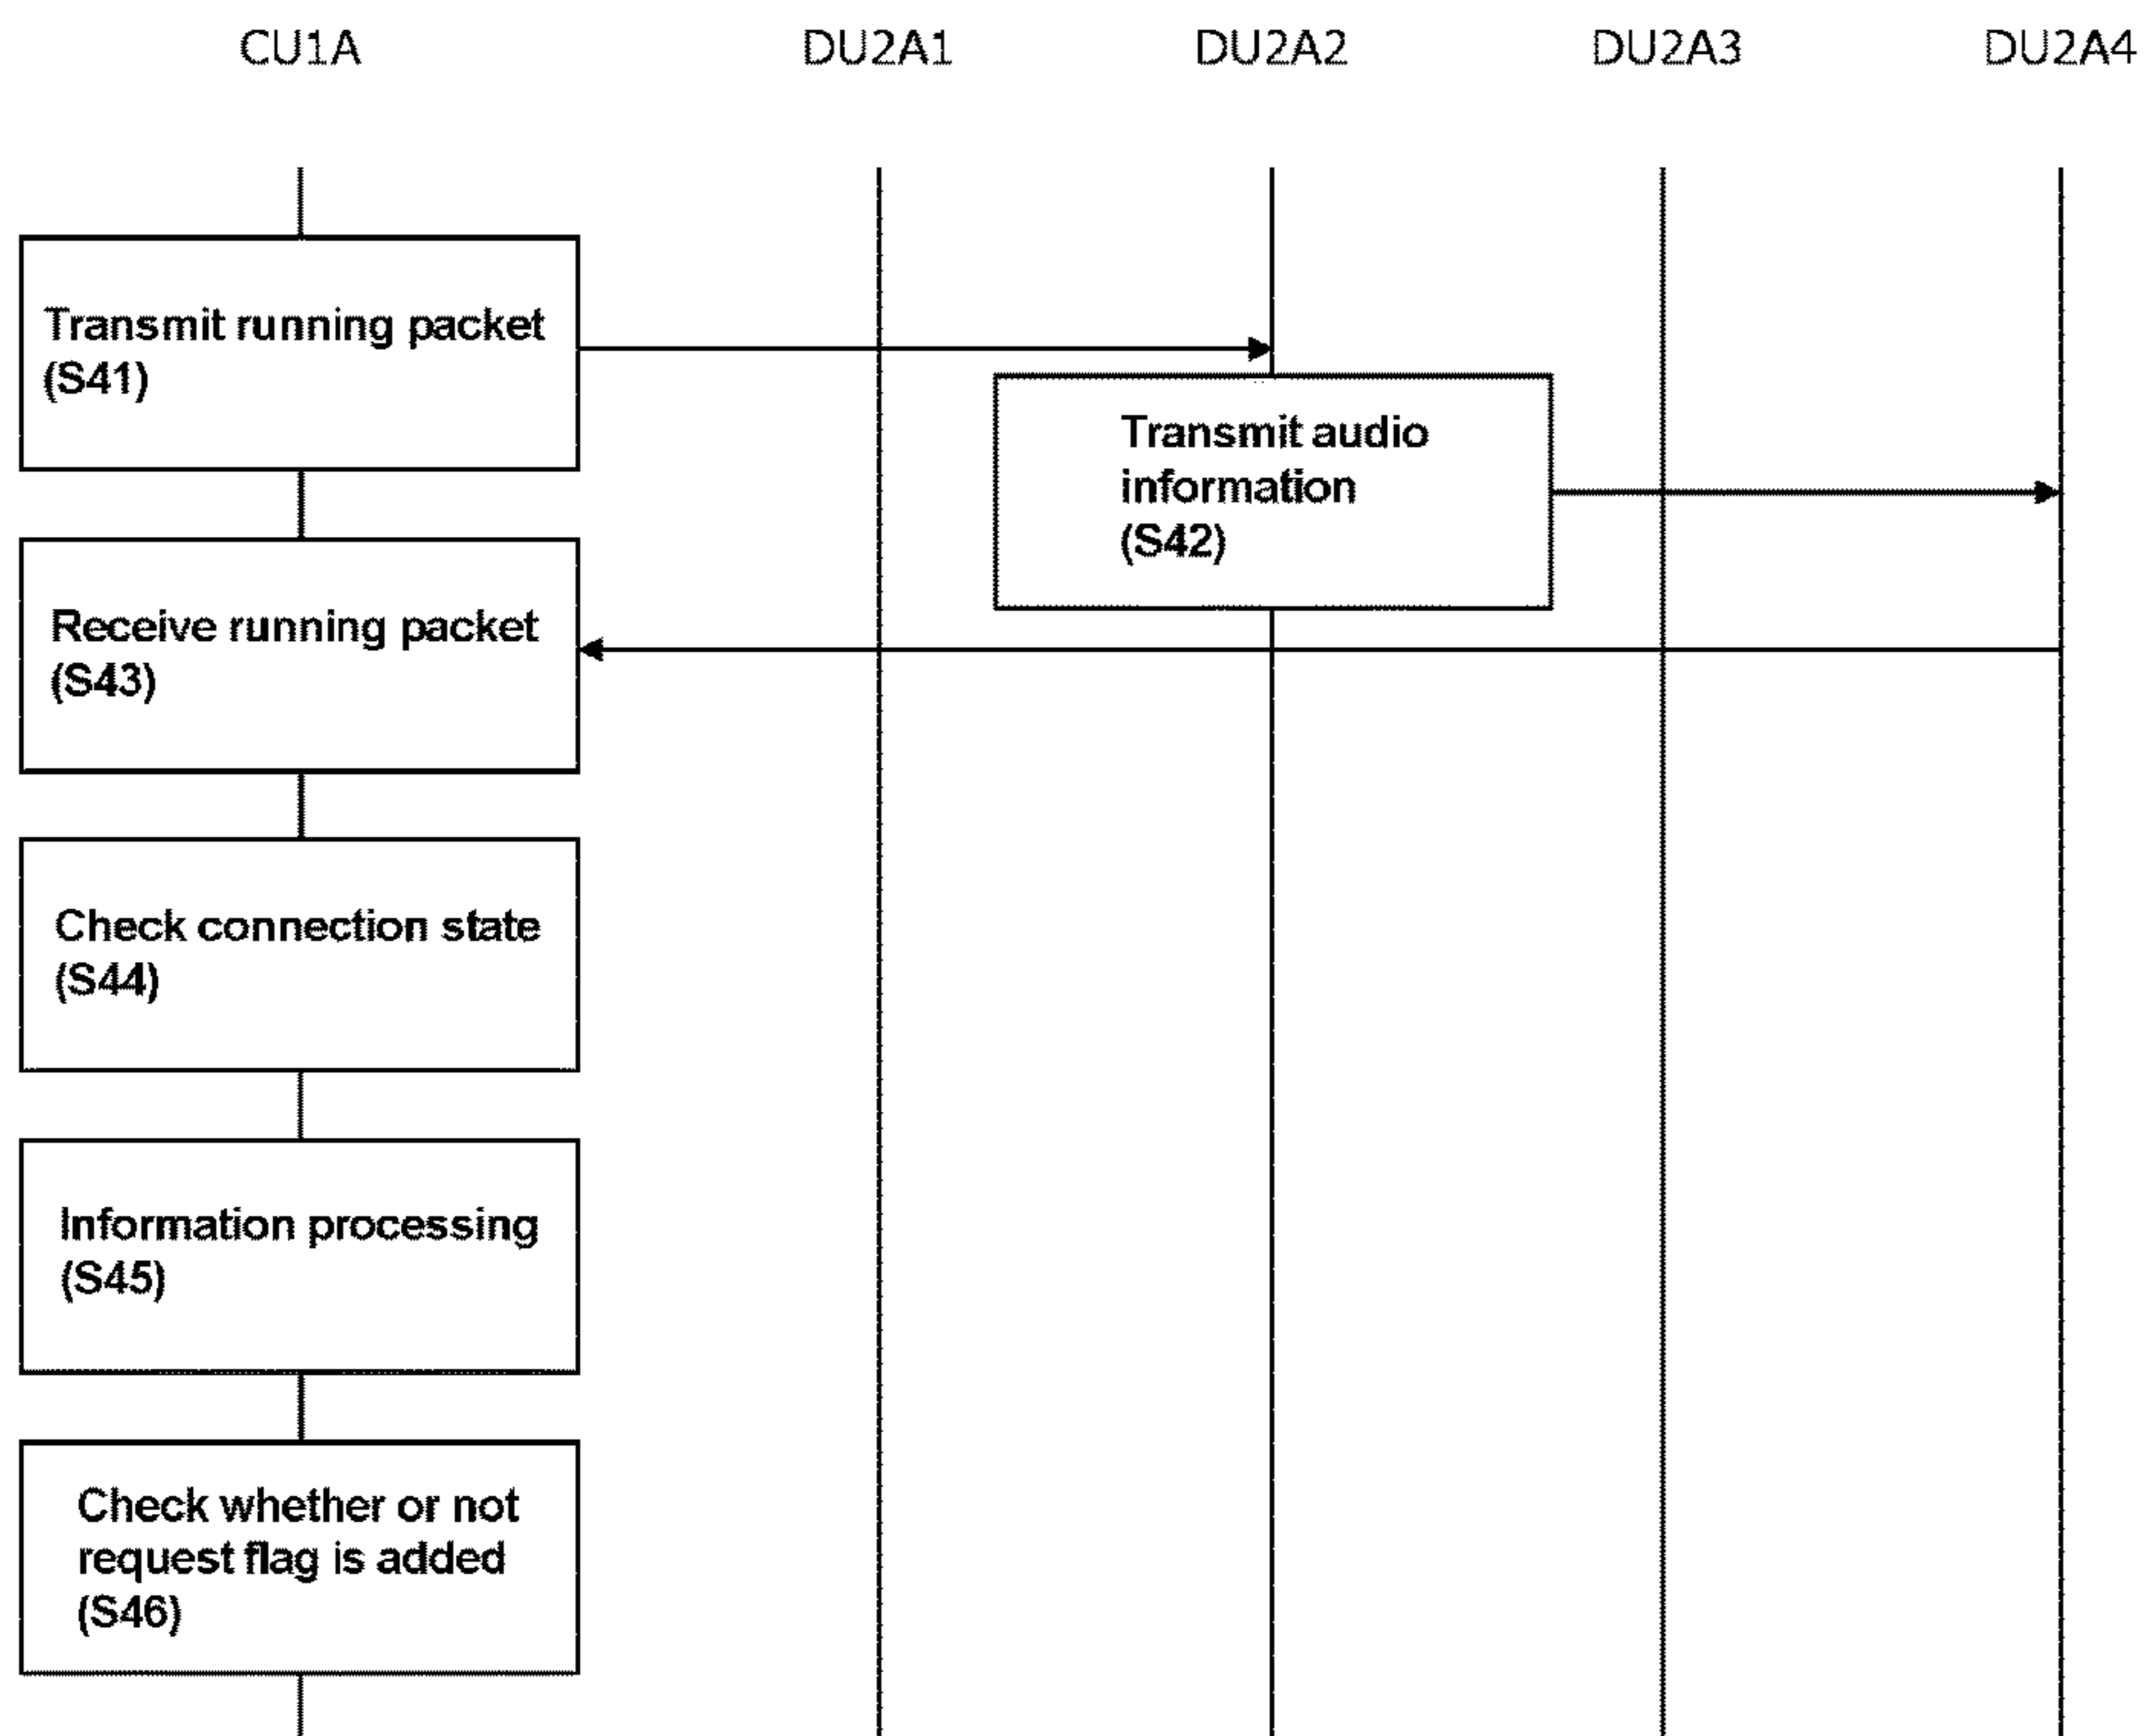 CU1A
DU2A1
DU2A2
DU2A3
DU2A4
Transmit running packet
(S41)
Transmit audio
information
(S42)
Receive running packet
(S43)
Check connection state
(S44)
Information processing
(S45)
Check whether or not
request flag is added
(S46)